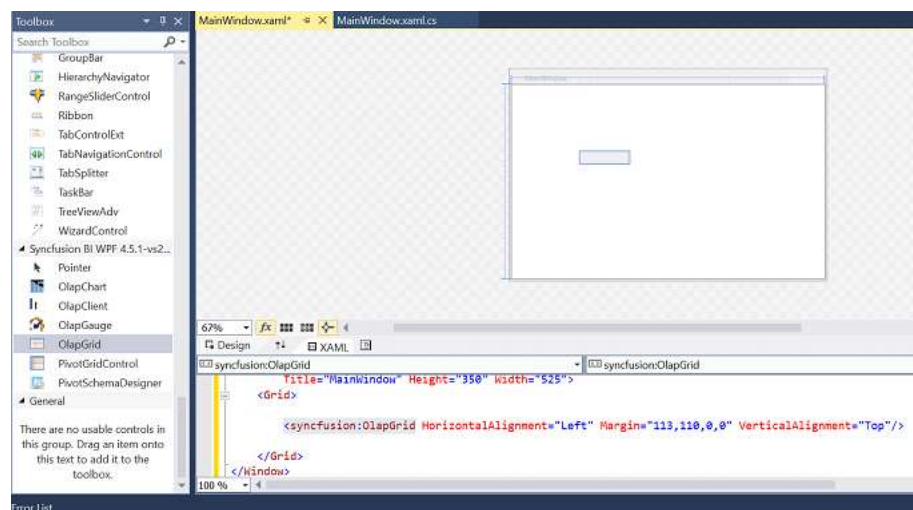 Toolbox
MainWindow.xaml*
MainWindow.xaml.cs
Search Toolbox
GroupBar
HierarchyNavigator
RangeSliderControl
Ribbon
TabControlExt
TabNavigationControl
TabSplitter
TaskBar
TreeViewAdv
WizardControl
Syncfusion BI WPF 4.5.1-vs2...
Pointer
OlapChart
OlapClient
OlapGauge
OlapGrid
PivotGridControl
PivotSchemaDesigner
General
There are no usable controls in
this group. Drag an item onto
this text to add it to the
toolbox.
MainWindow
67%
fx
Design
XAML
syncfusion:OlapGrid
syncfusion:OlapGrid
Title="MainWindow" Height="350" Width="525">
<Grid>
<syncfusion:OlapGrid HorizontalAlignment="Left" Margin="113,110,0,0" VerticalAlignment="Top"/>
</Grid>
</Window>
100 %
Error List